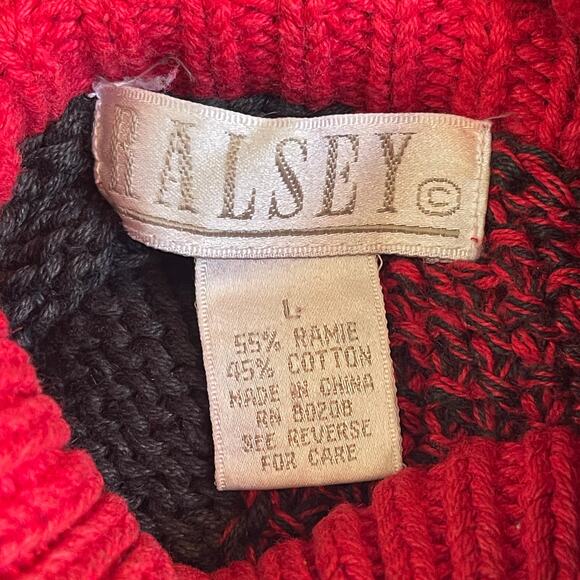 RALSEY ©
L
55% RAMIE
45% COTTON
MADE IN CHINA
RN 80208
SEE REVERSE
FOR CARE